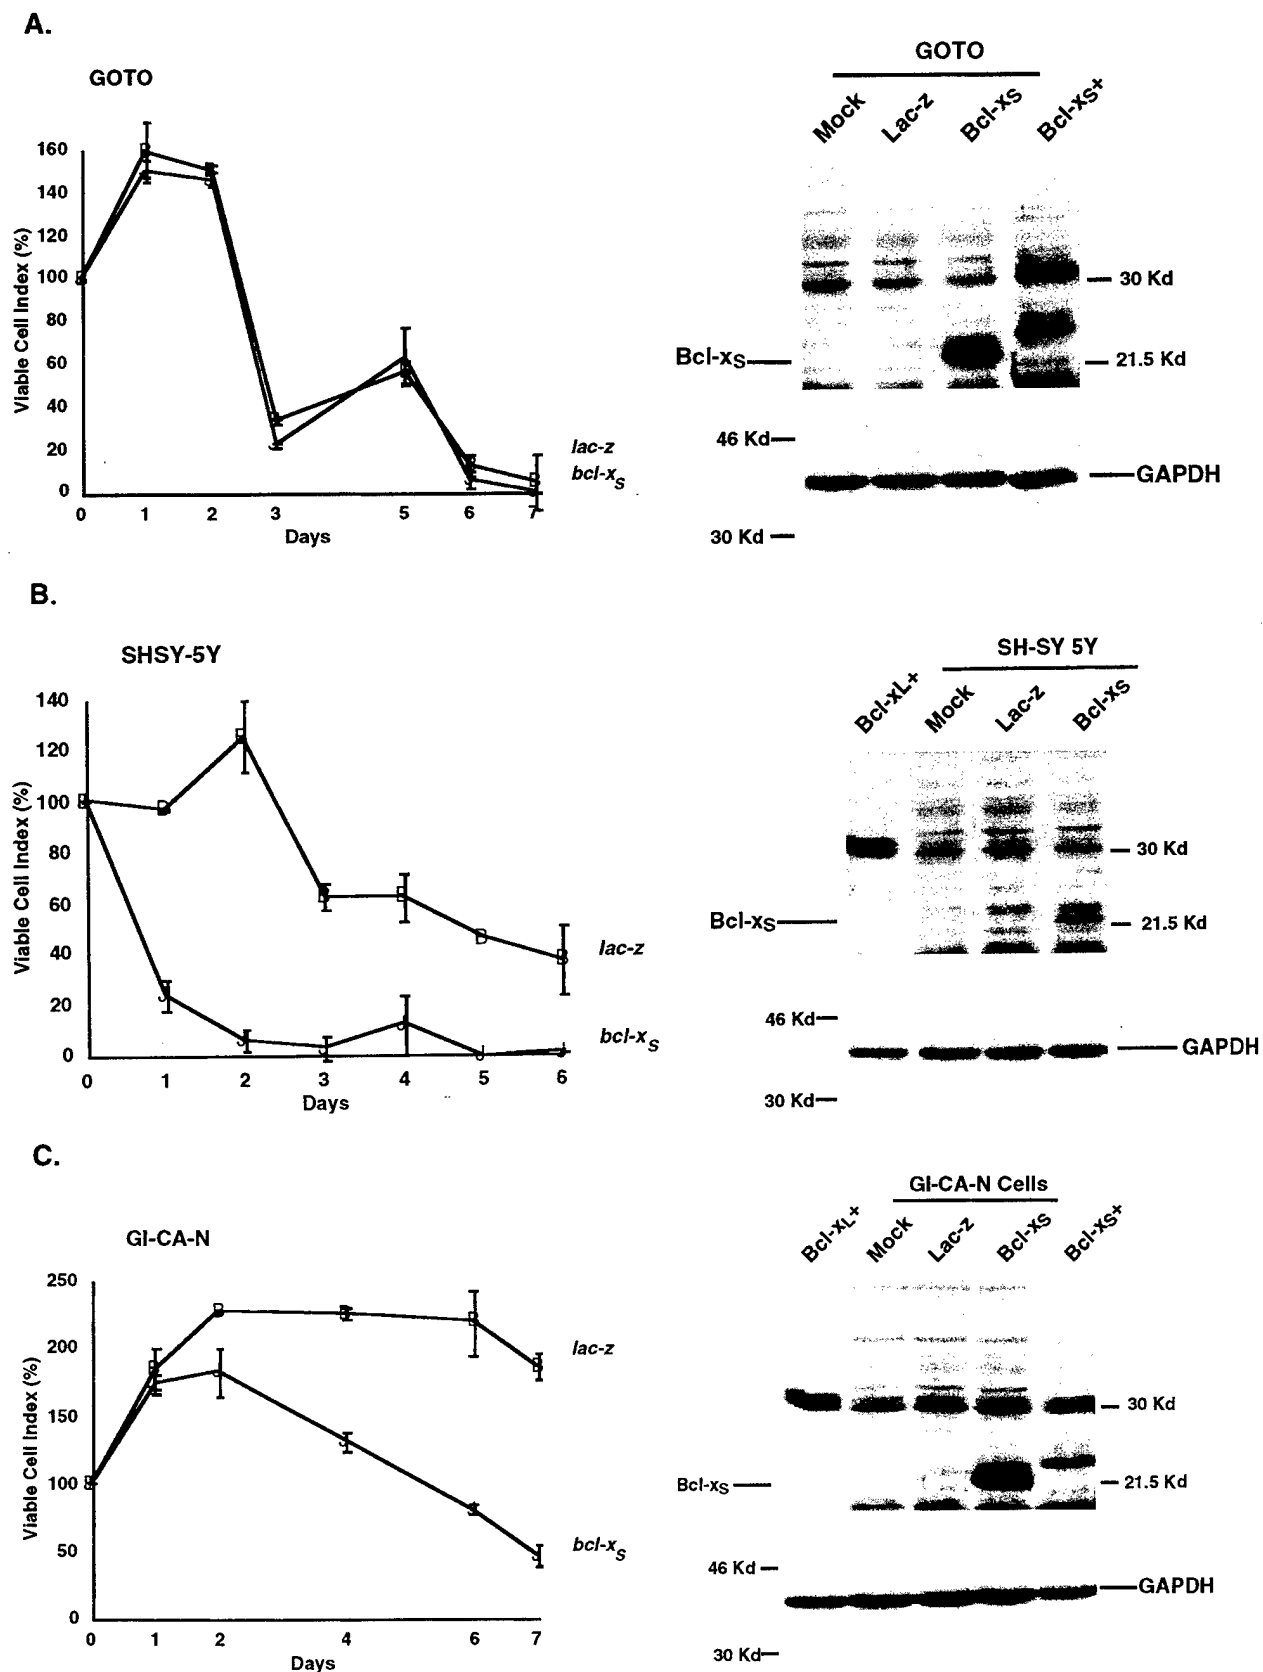 A.
GOTO
Viable Cell Index (%)
160
140
120
100
80
60
40
20
0
0 1 2 3 5 6 7
Days
lac-z
bcl-xS
GOTO
Mock Lac-z Bcl-xS Bcl-xS+
30 Kd
Bcl-xS
21.5 Kd
46 Kd
GAPDH
30 Kd
B.
SHSY-5Y
Viable Cell Index (%)
140
120
100
80
60
40
20
0
0 1 2 3 4 5 6
Days
lac-z
bcl-xS
SH-SY 5Y
Bcl-xL+ Mock Lac-z Bcl-xS
30 Kd
Bcl-xS
21.5 Kd
46 Kd
GAPDH
30 Kd
C.
GI-CA-N
Viable Cell Index (%)
250
200
150
100
50
0
0 1 2 4 6 7
Days
lac-z
bcl-xS
GI-CA-N Cells
Bcl-xL+ Mock Lac-z Bcl-xS Bcl-xS+
30 Kd
Bcl-xS
21.5 Kd
46 Kd
GAPDH
30 Kd